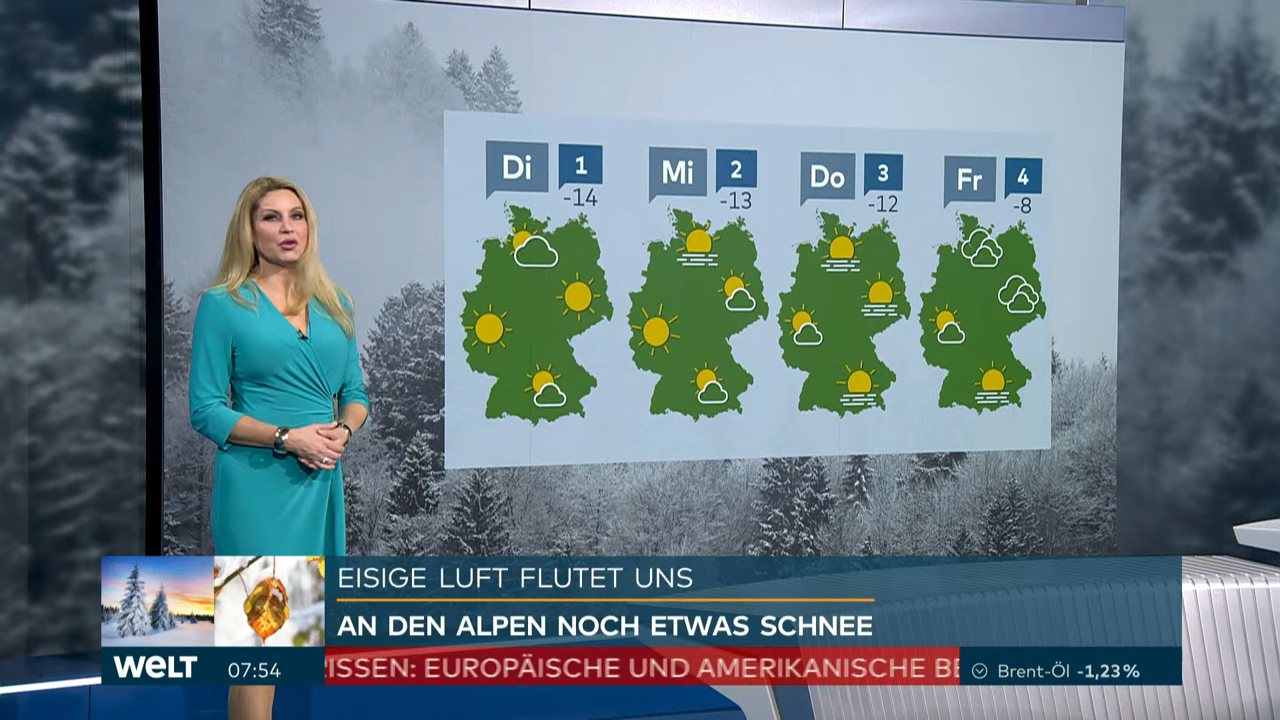 Di 1
-14
Mi 2
-13
Do 3
-12
Fr 4
-8
EISIGE LUFT FLUTET UNS
AN DEN ALPEN NOCH ETWAS SCHNEE
welt 07:54 RISSEN: EUROPÄISCHE UND AMERIKANISCHE BE Brent-Öl -1,23%